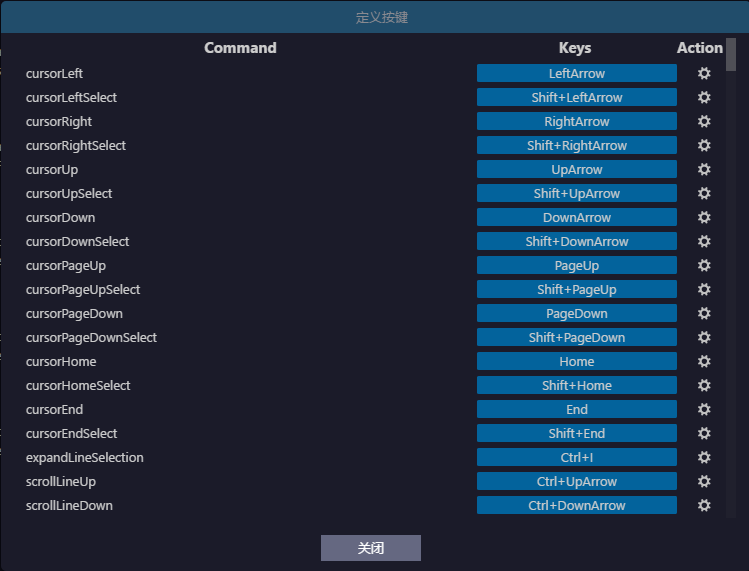 定义按键
Command Keys Action
cursorLeft LeftArrow
cursorLeftSelect Shift+LeftArrow
cursorRight RightArrow
cursorRightSelect Shift+RightArrow
cursorUp UpArrow
cursorUpSelect Shift+UpArrow
cursorDown DownArrow
cursorDownSelect Shift+DownArrow
cursorPageUp PageUp
cursorPageUpSelect Shift+PageUp
cursorPageDown PageDown
cursorPageDownSelect Shift+PageDown
cursorHome Home
cursorHomeSelect Shift+Home
cursorEnd End
cursorEndSelect Shift+End
expandLineSelection Ctrl+I
scrollLineUp Ctrl+UpArrow
scrollLineDown Ctrl+DownArrow
关闭